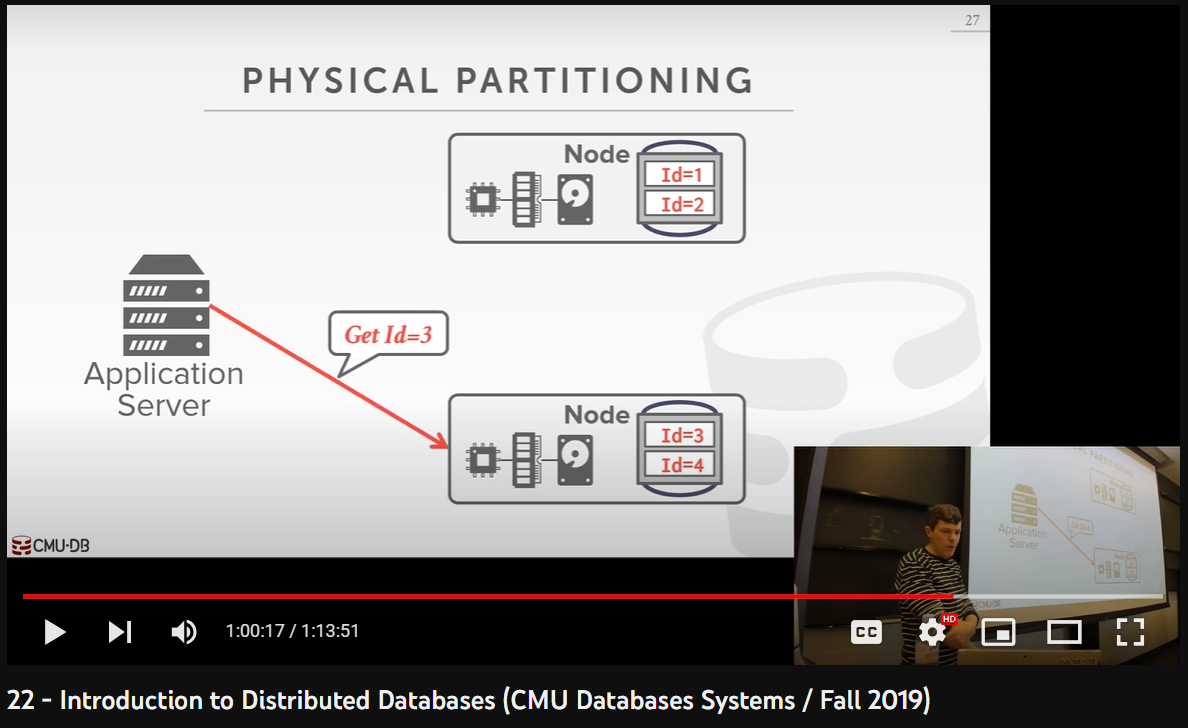 27
PHYSICAL PARTITIONING
Node
Id=1
Id=2
Get Id=3
Application
Server
Node
Id=3
Id=4
CMU·DB
Application
Server
1:00:17 / 1:13:51
CC
HD
22 - Introduction to Distributed Databases (CMU Databases Systems / Fall 2019)